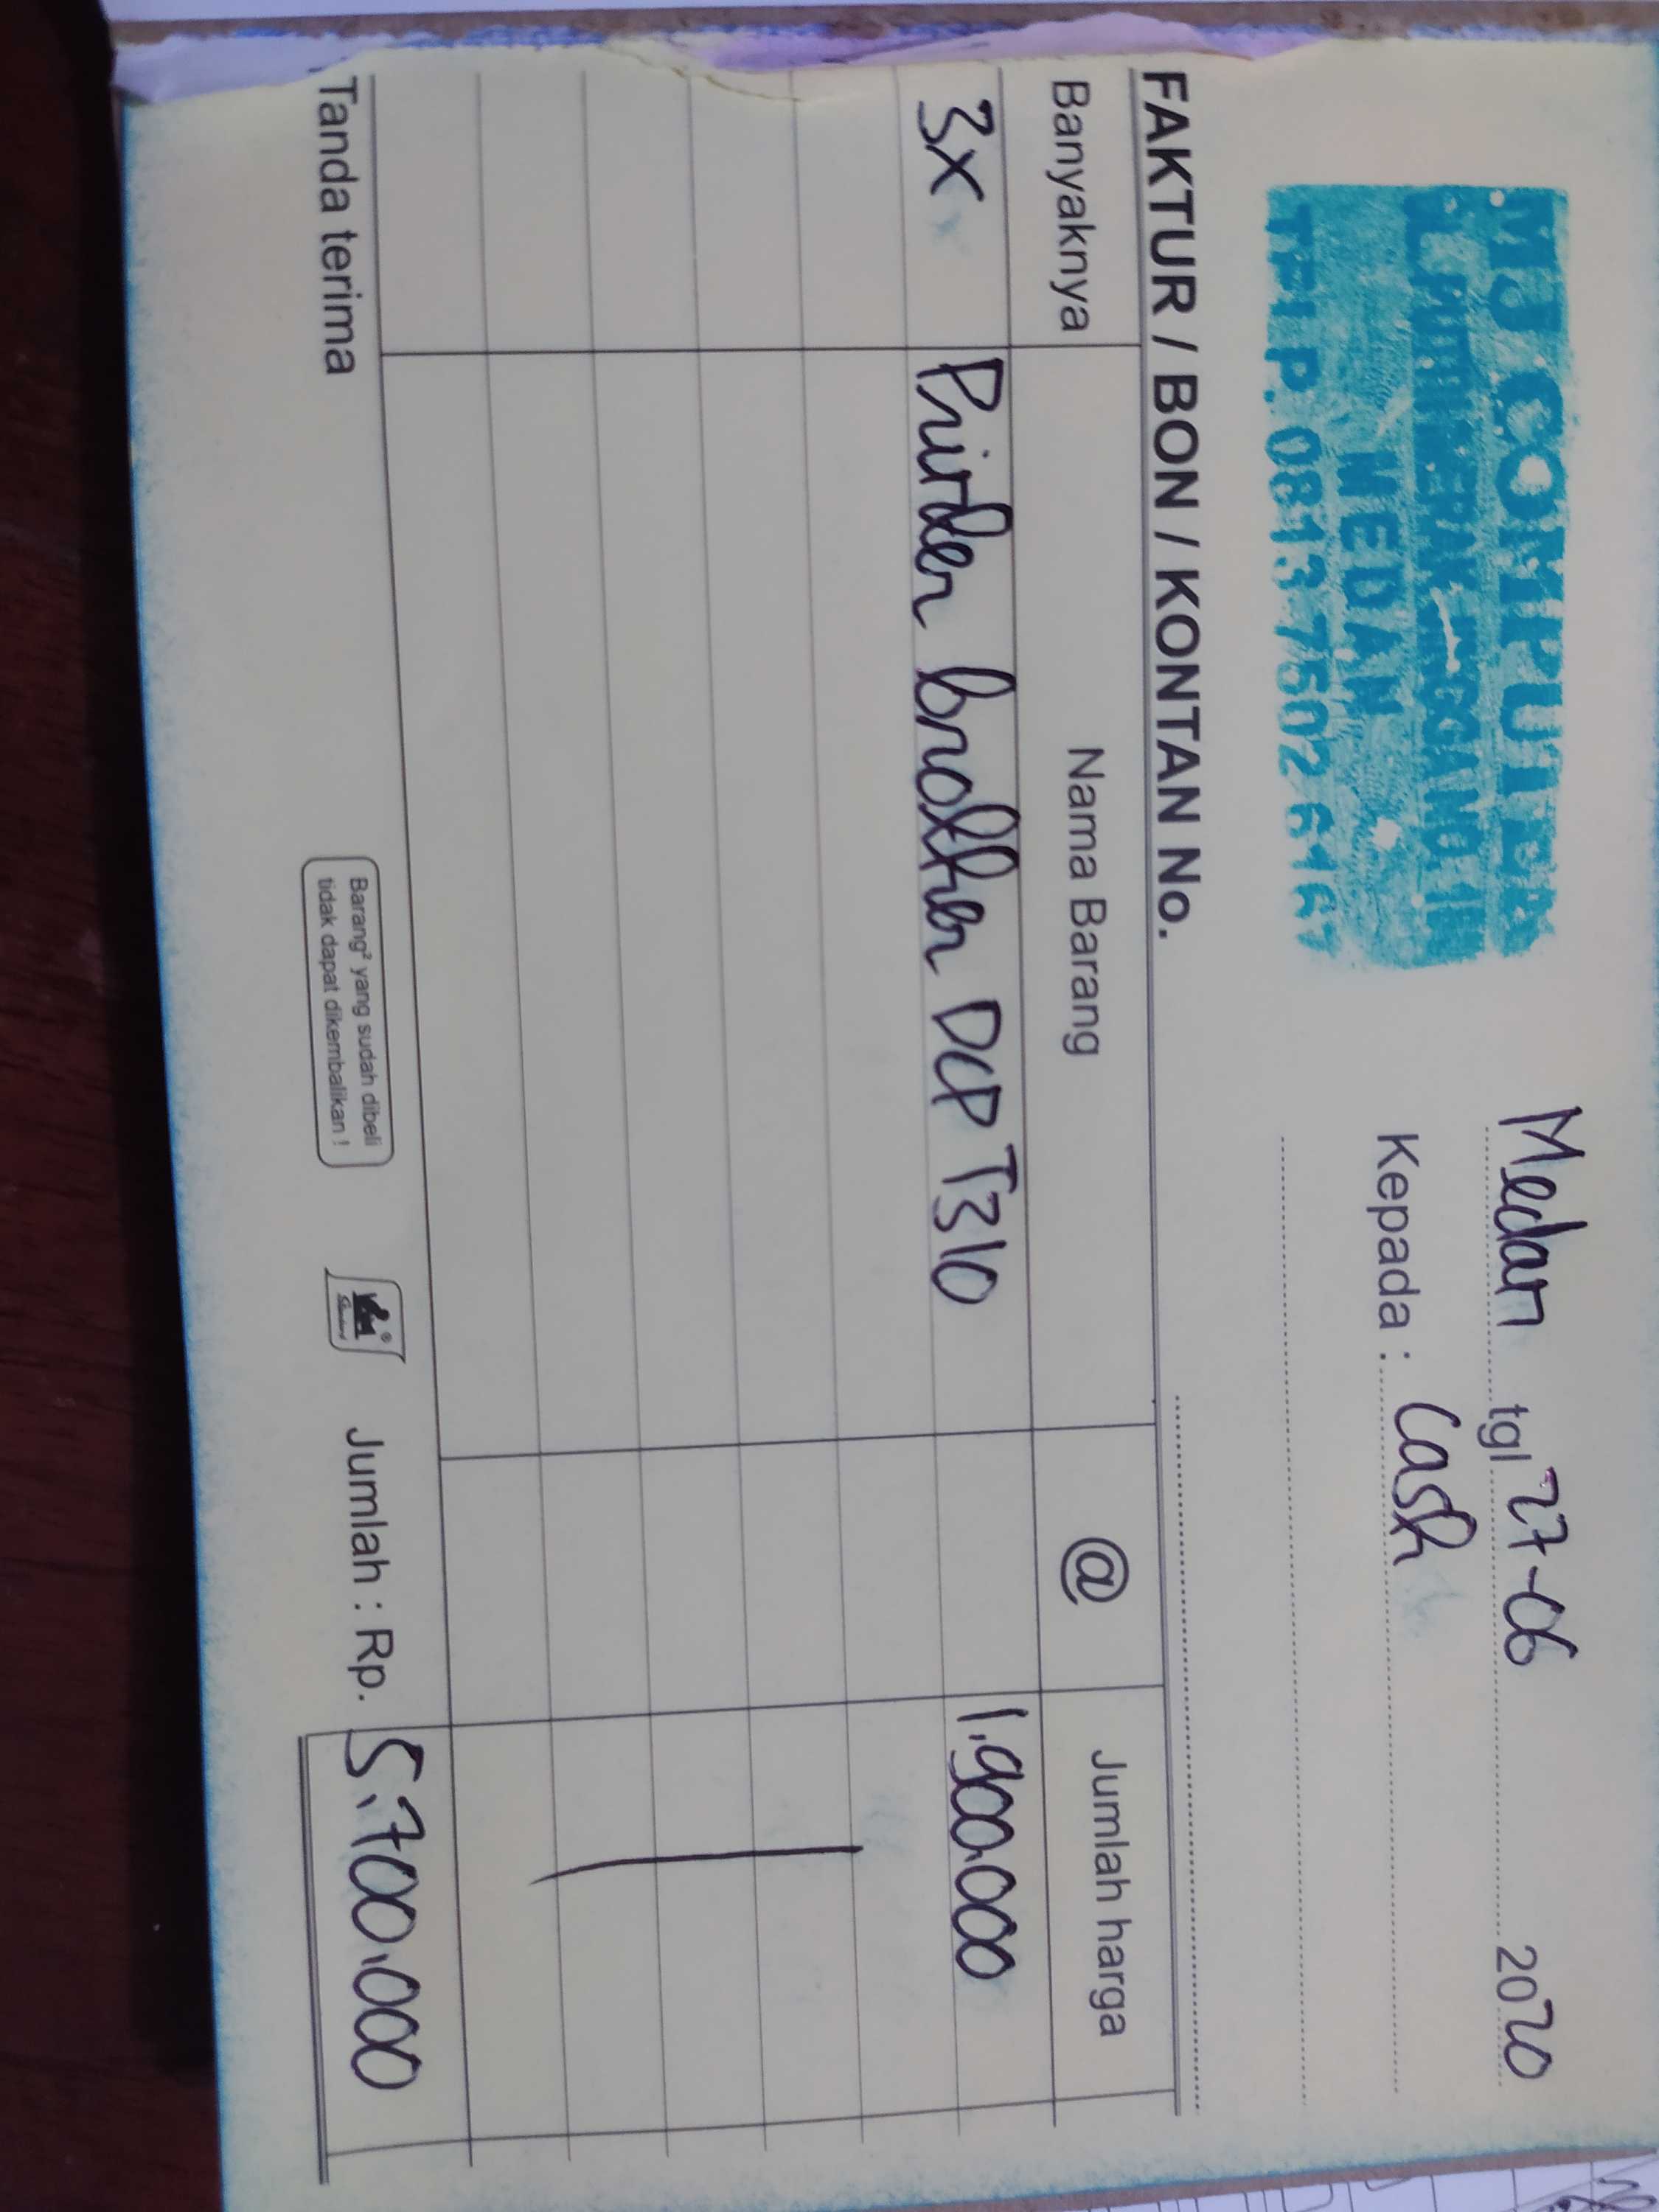 MJ COMPUTER
MEDAN
TELP. 0813 7502 6167
Medan tgl 27-06 2020
Kepada : Cash
FAKTUR / BON / KONTAN No.
Banyaknya Nama Barang @ Jumlah harga
3x Printer brother DCP T310 1.900.000
Tanda terima
Barang² yang sudah dibeli
tidak dapat dikembalikan !
Jumlah : Rp. 5.700.000